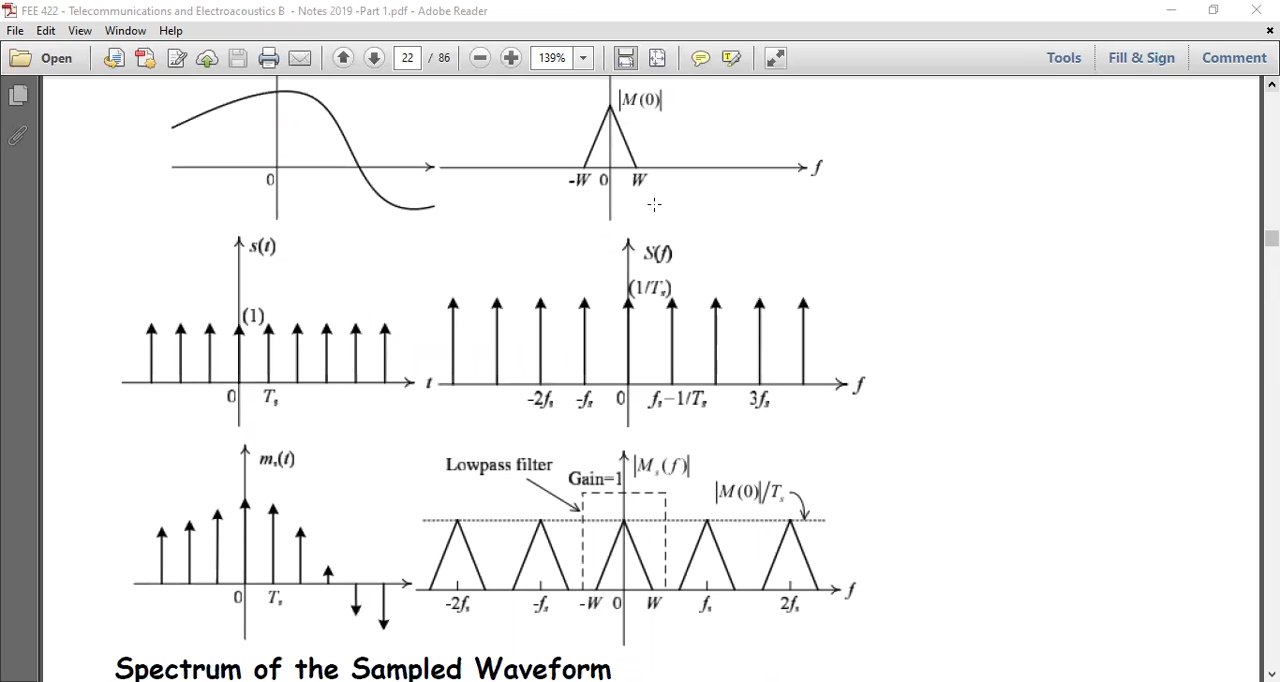 FEE 422 - Telecommunications and Electroacoustics B - Notes 2019 -Part 1.pdf - Adobe Reader
File Edit View Window Help
Open 22 / 86 139% Tools Fill & Sign Comment
|M(0)|
0 -W 0 W f
s(t) S(f)
(1/Tₛ)
(1)
t f
0 Tₛ -2fₛ -fₛ 0 fₛ−1/Tₛ 3fₛ
mₛ(t) Lowpass filter |Mₛ(f)|
Gain=1 |M(0)|/Tₛ
f
0 Tₛ -2fₛ -fₛ -W 0 W fₛ 2fₛ
Spectrum of the Sampled Waveform